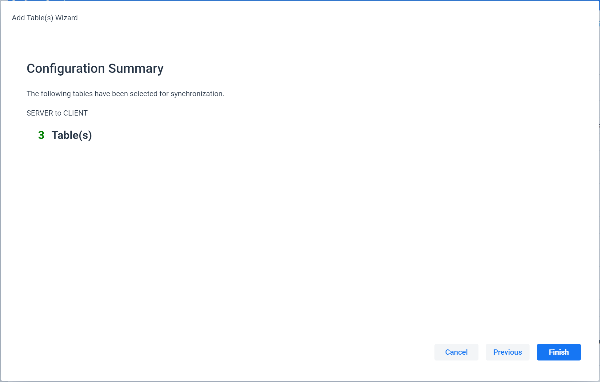 Add Table(s) Wizard
Configuration Summary
The following tables have been selected for synchronization.
SERVER to CLIENT
3 Table(s)
Cancel Previous Finish